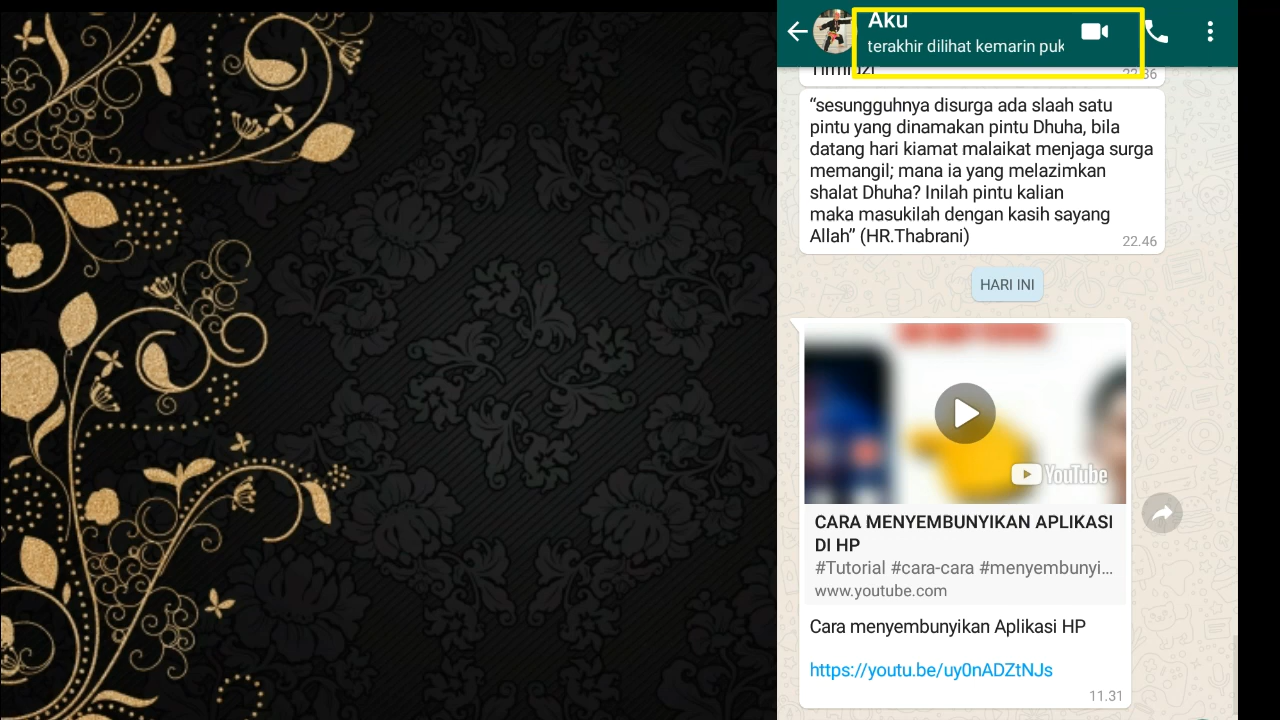 Aku
terakhir dilihat kemarin puk
22.36
“sesungguhnya disurga ada slaah satu
pintu yang dinamakan pintu Dhuha, bila
datang hari kiamat malaikat menjaga surga
memangil; mana ia yang melazimkan
shalat Dhuha? Inilah pintu kalian
maka masukilah dengan kasih sayang
Allah” (HR.Thabrani)
22.46
HARI INI
YouTube
CARA MENYEMBUNYIKAN APLIKASI
DI HP
#Tutorial #cara-cara #menyembunyi...
www.youtube.com
Cara menyembunyikan Aplikasi HP
https://youtu.be/uy0nADZtNJs
11.31